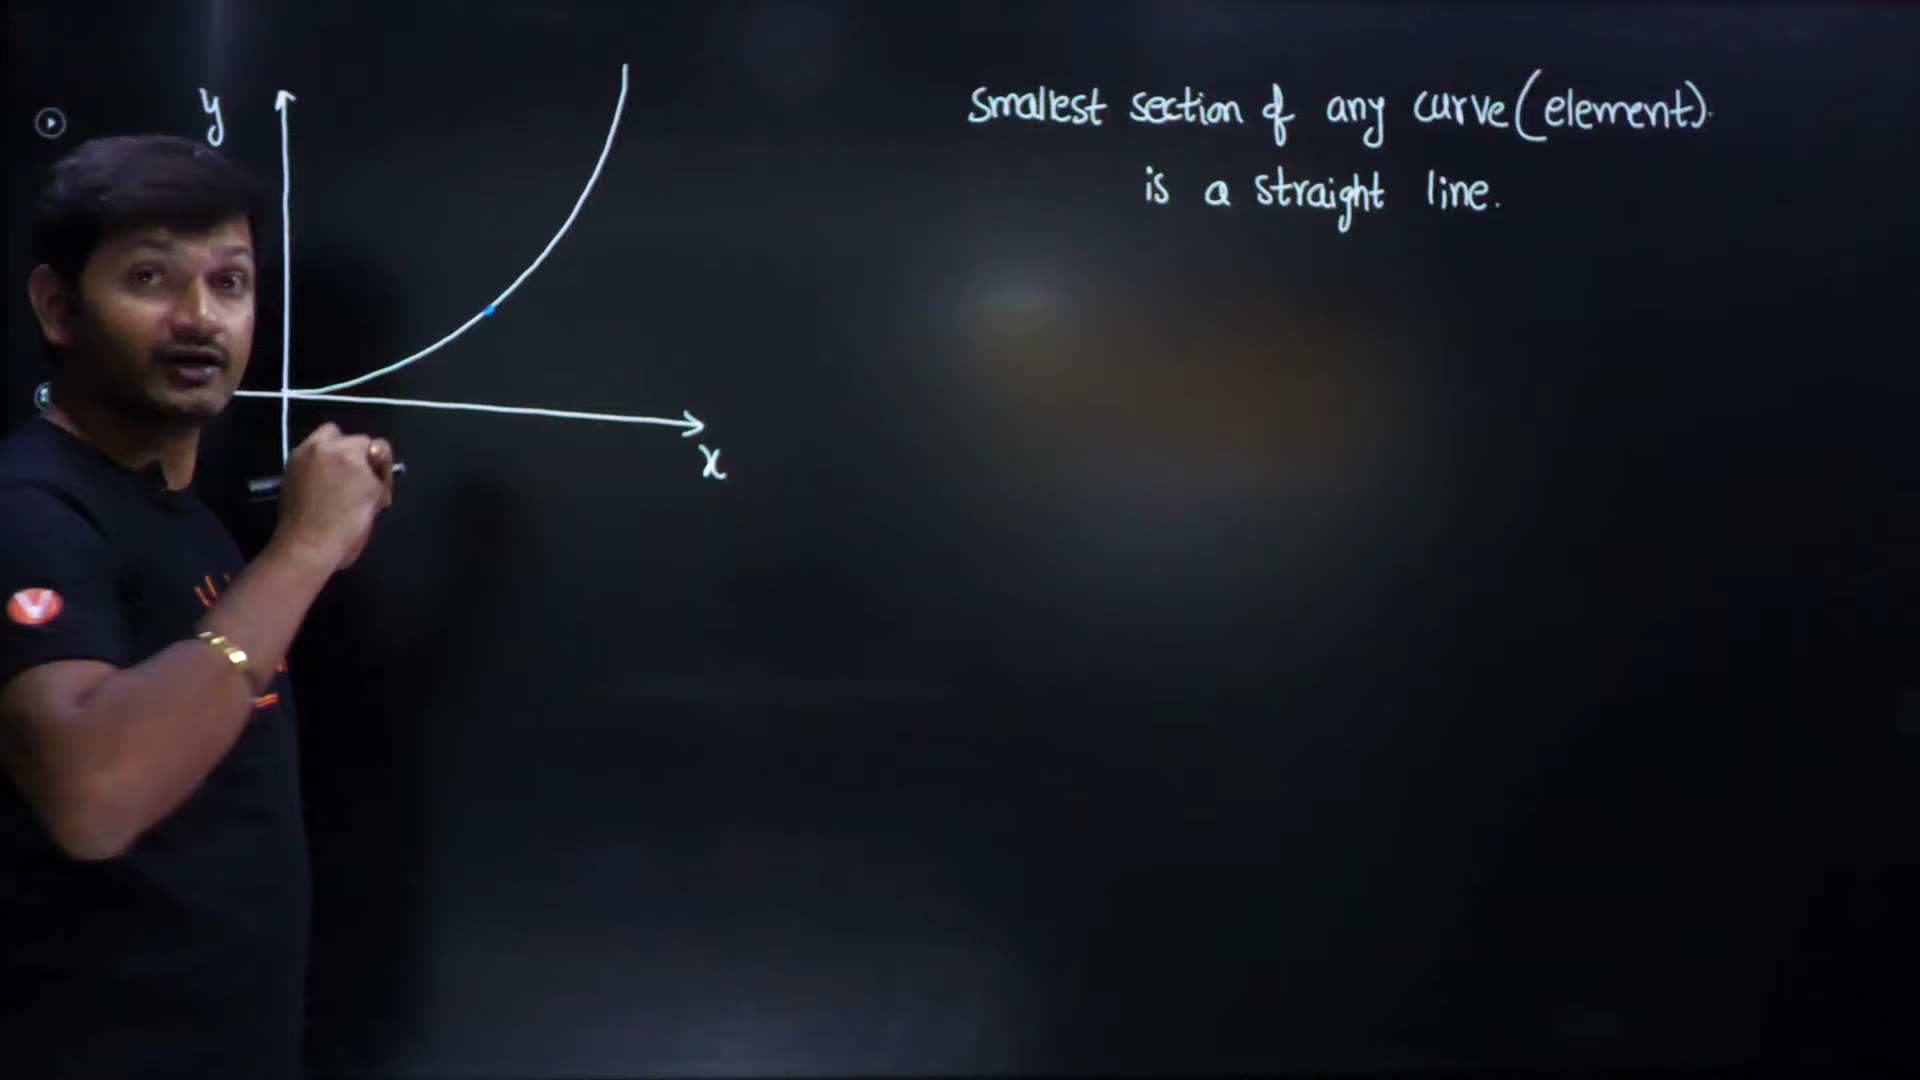 y
Smallest section of any curve (element).
is a straight line.
x
V